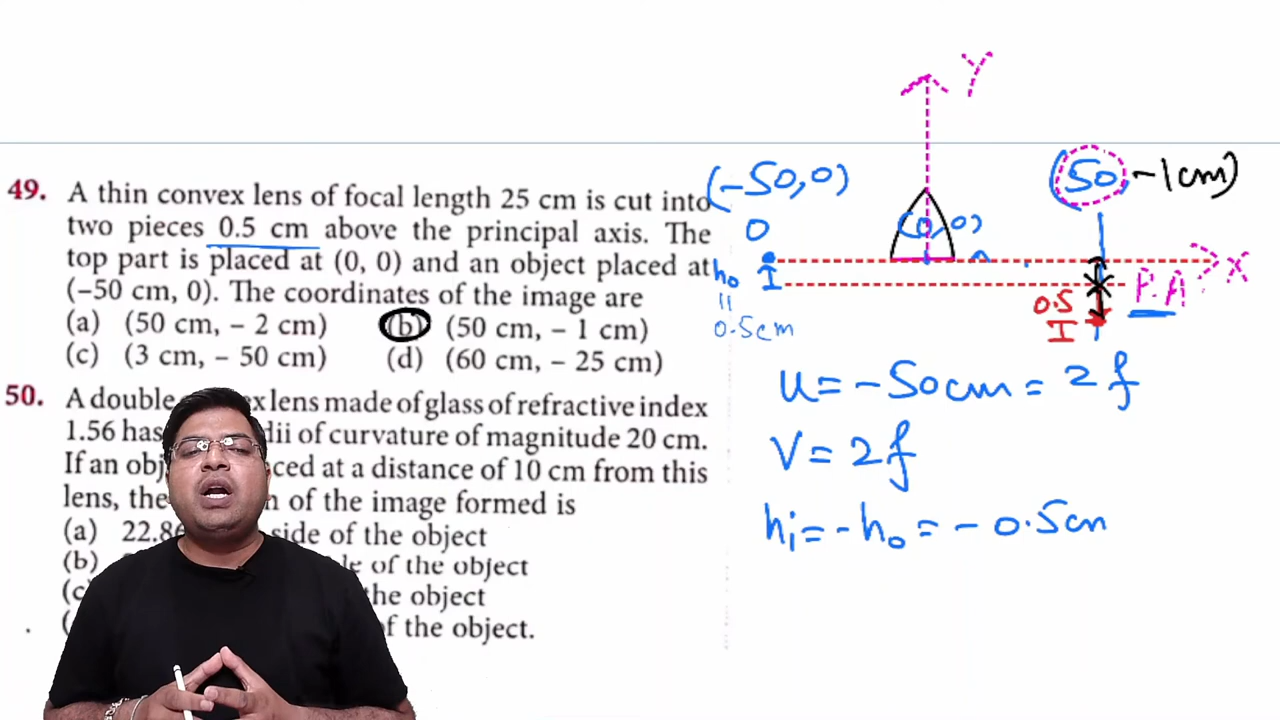 49. A thin convex lens of focal length 25 cm is cut into
two pieces 0.5 cm above the principal axis. The
top part is placed at (0, 0) and an object placed at
(−50 cm, 0). The coordinates of the image are
(a) (50 cm, – 2 cm) (b) (50 cm, – 1 cm)
(c) (3 cm, – 50 cm) (d) (60 cm, – 25 cm)
50. A double lens made of glass of refractive index
1.56 has of curvature of magnitude 20 cm.
If an at a distance of 10 cm from this
lens, the of the image formed is
(a) side of the object
(b) of the object
the object
of the object.
Y
(-50,0)
(50 -1cm)
O
(0,0)
X
h₀
I
P.A
=
0.5cm
0.5
I
u = -50cm = 2f
V = 2f
hi = -h₀ = -0.5cm